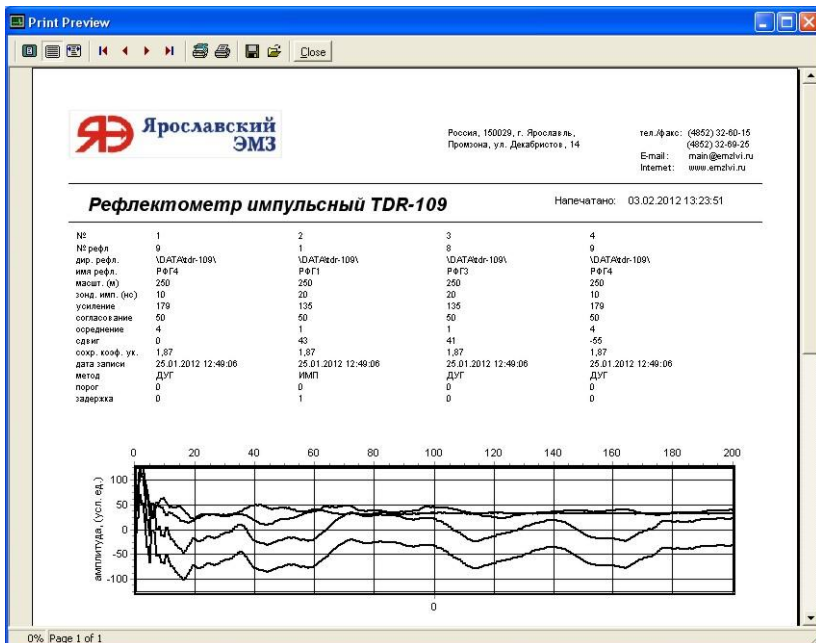 Print Preview
Close
Ярославский
ЭМЗ
Россия, 150029, г. Ярославль,
Промзона, ул. Декабристов, 14
тел./факс: (4852) 32-60-15
(4852) 32-69-25
E-mail: main@emzlvi.ru
Internet: www.emzlvi.ru
Рефлектометр импульсный TDR-109
Напечатано: 03.02.2012 13:23:51
№ 1 2 3 4
№ рефл 9 1 8 9
дир. рефл. \DATA\tdr-109\ \DATA\tdr-109\ \DATA\tdr-109\ \DATA\tdr-109\
имя рефл. РФГ4 РФГ1 РФГ3 РФГ4
масшт. (м) 250 250 250 250
зонд. имп. (нс) 10 20 20 10
усиление 179 135 135 179
согласование 50 50 50 50
осреднение 4 1 1 4
сдвиг 0 43 41 -55
сохр. кооф. ук. 1,87 1,87 1,87 1,87
дата записи 25.01.2012 12:49:06 25.01.2012 12:49:06 25.01.2012 12:49:06 25.01.2012 12:49:06
метод ДУГ ИМП ДУГ ДУГ
порог 0 0 0 0
задержка 0 1 0 0
0 20 40 60 80 100 120 140 160 180 200
амплитуда, (усл. ед.)
100
50
0
-50
-100
0
0% Page 1 of 1